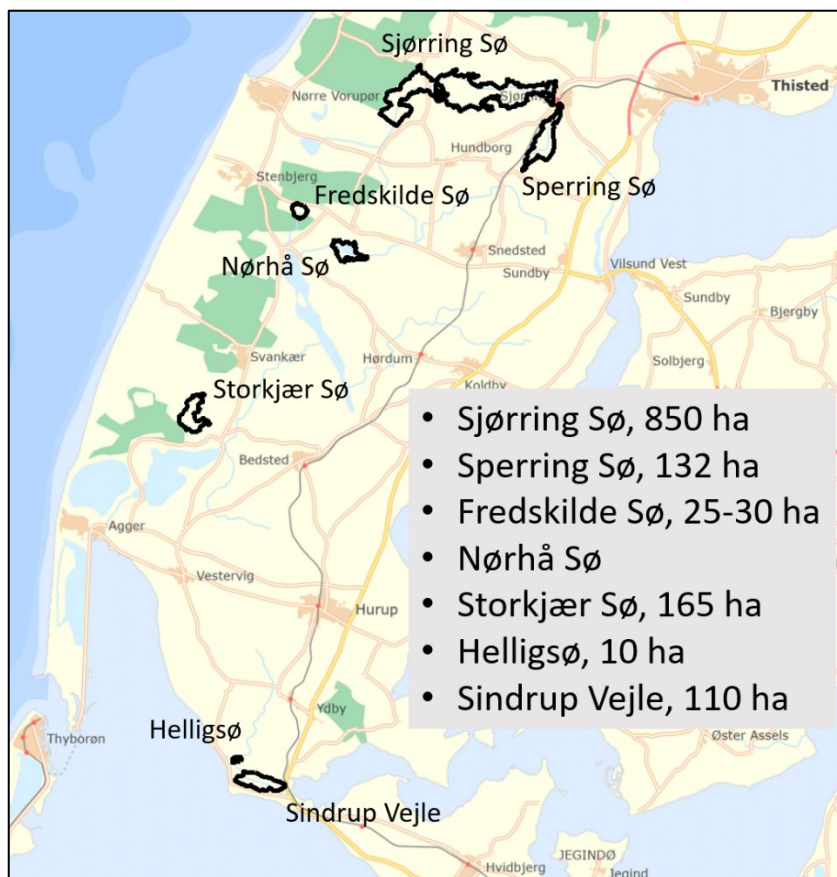 Sjørring Sø
Thisted
Nørre Vorupør
Sjørring
Hundborg
Sperring Sø
Stenbjerg
Fredskilde Sø
Nørhå Sø
Snedsted
Sundby
Vilsund Vest
Sundby
Bjergby
Svankær
Hørdum
Solbjerg
Koldby
Storkjær Sø
Bedsted
• Sjørring Sø, 850 ha
• Sperring Sø, 132 ha
• Fredskilde Sø, 25-30 ha
• Nørhå Sø
• Storkjær Sø, 165 ha
• Helligsø, 10 ha
• Sindrup Vejle, 110 ha
Agger
Vestervig
Hurup
Ydby
Thyborøn
Helligsø
Øster Assels
Sindrup Vejle
Hvidbjerg
JEGINDØ
Jegind